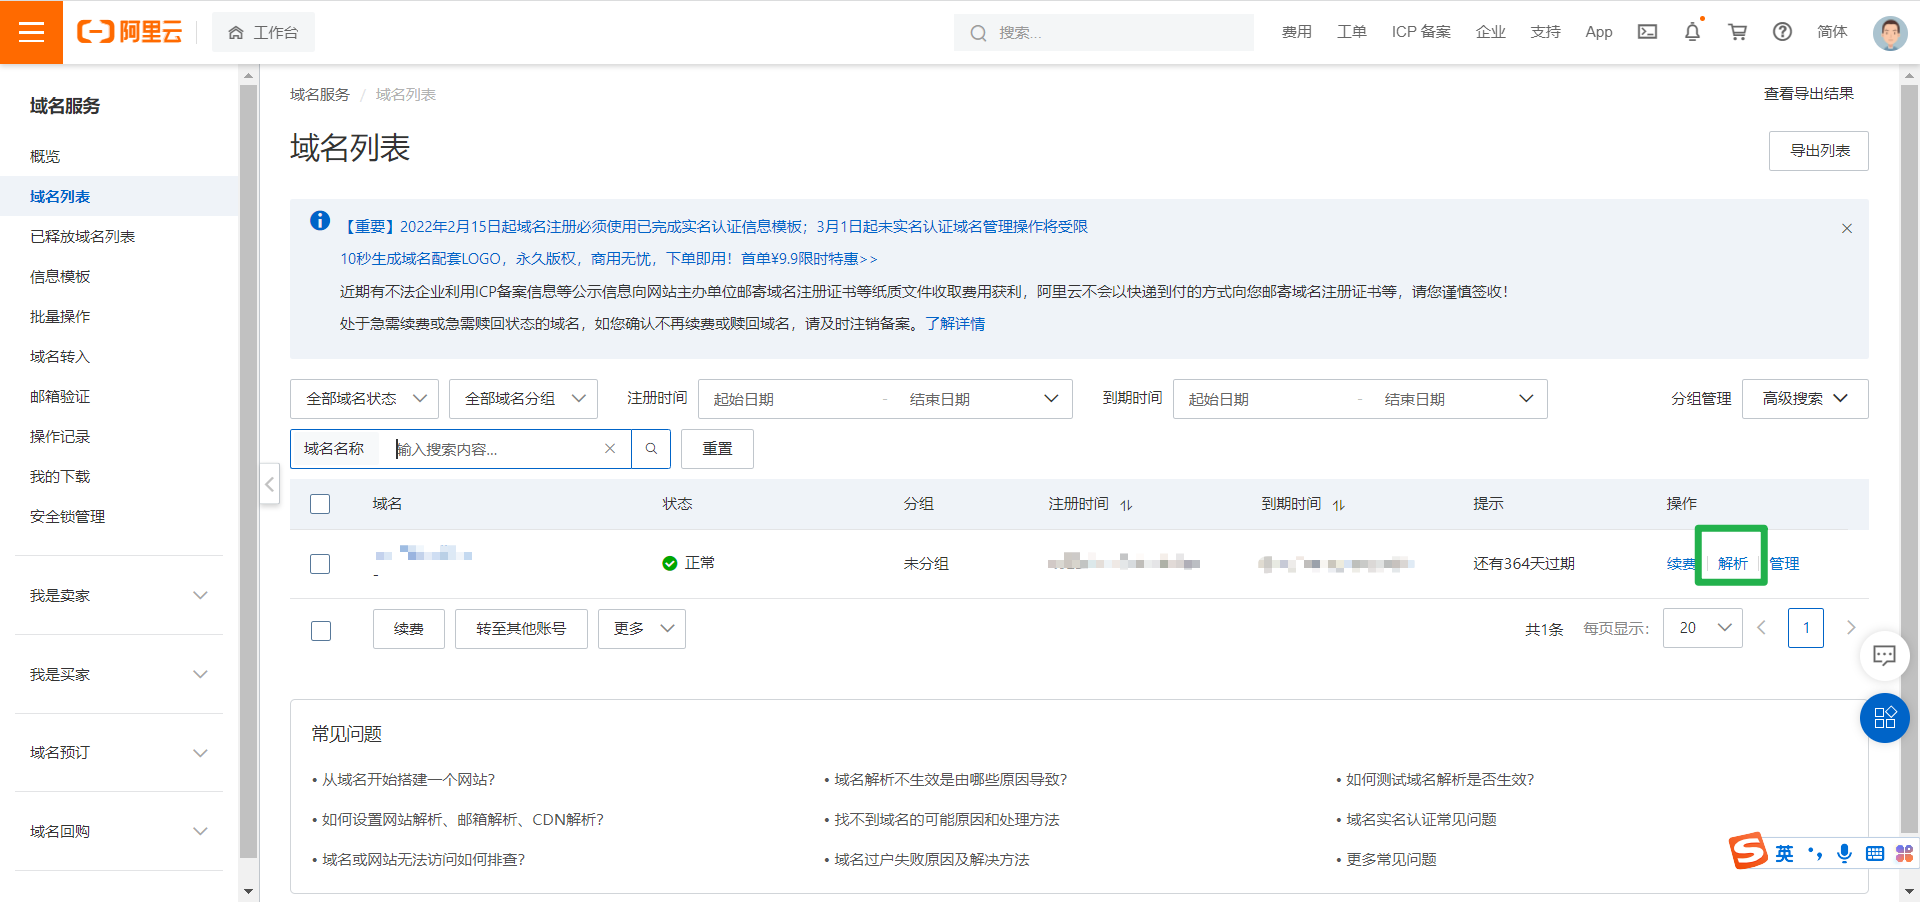 阿里云
工作台
搜索...
费用
工单
ICP 备案
企业
支持
App
简体
域名服务
概览
域名列表
已释放域名列表
信息模板
批量操作
域名转入
邮箱验证
操作记录
我的下载
安全锁管理
我是卖家
我是买家
域名预订
域名回购
域名服务 / 域名列表
查看导出结果
域名列表
导出列表
【重要】2022年2月15日起域名注册必须使用已完成实名认证信息模板；3月1日起未实名认证域名管理操作将受限
10秒生成域名配套LOGO，永久版权，商用无忧，下单即用！首单¥9.9限时特惠>>
近期有不法企业利用ICP备案信息等公示信息向网站主办单位邮寄域名注册证书等纸质文件收取费用获利，阿里云不会以快递到付的方式向您邮寄域名注册证书等，请您谨慎签收！
处于急需续费或急需赎回状态的域名，如您确认不再续费或赎回域名，请及时注销备案。了解详情
全部域名状态
全部域名分组
注册时间
起始日期 - 结束日期
到期时间
起始日期 - 结束日期
分组管理
高级搜索
域名名称
输入搜索内容...
重置
域名
状态
分组
注册时间
到期时间
提示
操作
-
正常
未分组
还有364天过期
续费
解析
管理
续费
转至其他账号
更多
共1条
每页显示：
20
1
常见问题
• 从域名开始搭建一个网站？
• 域名解析不生效是由哪些原因导致？
• 如何测试域名解析是否生效？
• 如何设置网站解析、邮箱解析、CDN解析？
• 找不到域名的可能原因和处理方法
• 域名实名认证常见问题
• 域名或网站无法访问如何排查？
• 域名过户失败原因及解决方法
• 更多常见问题
S 英